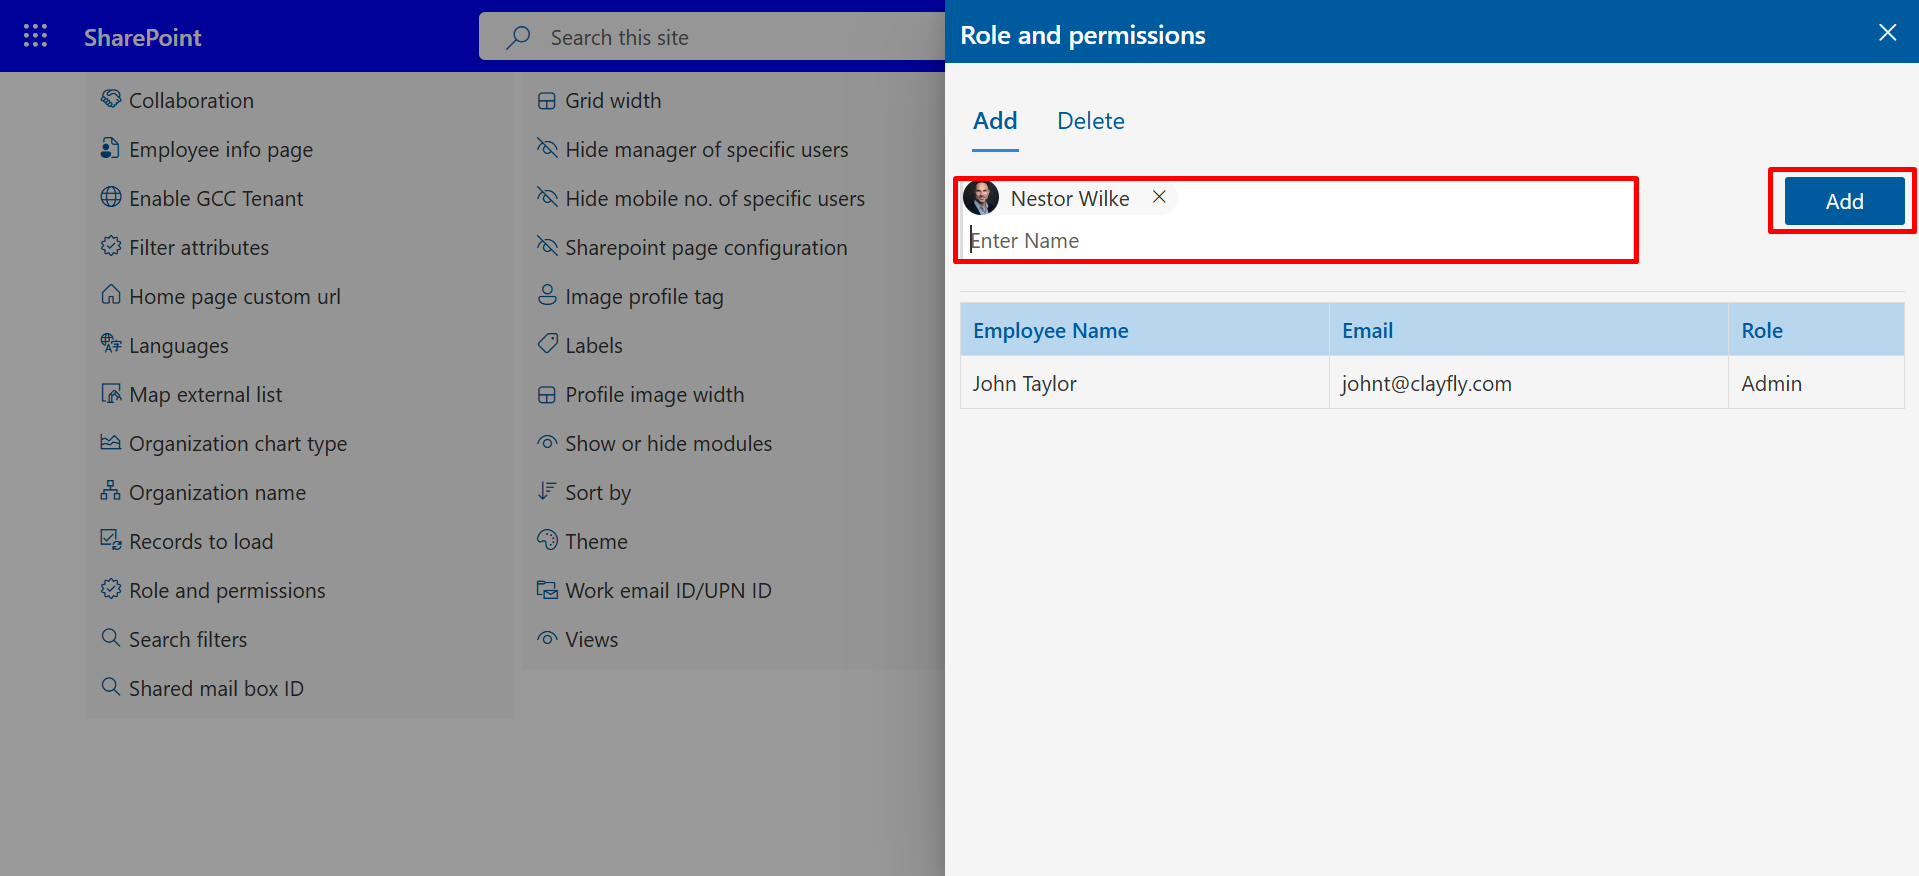 SharePoint
Search this site
Collaboration
Employee info page
Enable GCC Tenant
Filter attributes
Home page custom url
Languages
Map external list
Organization chart type
Organization name
Records to load
Role and permissions
Search filters
Shared mail box ID
Grid width
Hide manager of specific users
Hide mobile no. of specific users
Sharepoint page configuration
Image profile tag
Labels
Profile image width
Show or hide modules
Sort by
Theme
Work email ID/UPN ID
Views
Role and permissions
Add Delete
Nestor Wilke
Enter Name
Add
Employee Name Email Role
John Taylor johnt@clayfly.com Admin